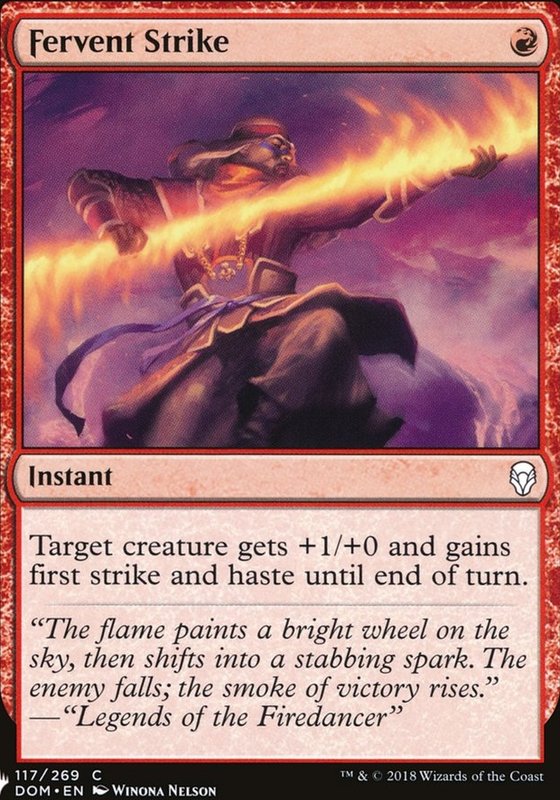 Fervent Strike
Instant
Target creature gets +1/+0 and gains
first strike and haste until end of turn.
“The flame paints a bright wheel on the
sky, then shifts into a stabbing spark. The
enemy falls; the smoke of victory rises.”
—“Legends of the Firedancer”
117/269 C
DOM • EN Winona Nelson
™ & © 2018 Wizards of the Coast